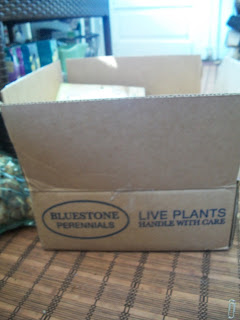 BLUESTONE
PERENNIALS
LIVE PLANTS
HANDLE WITH CARE